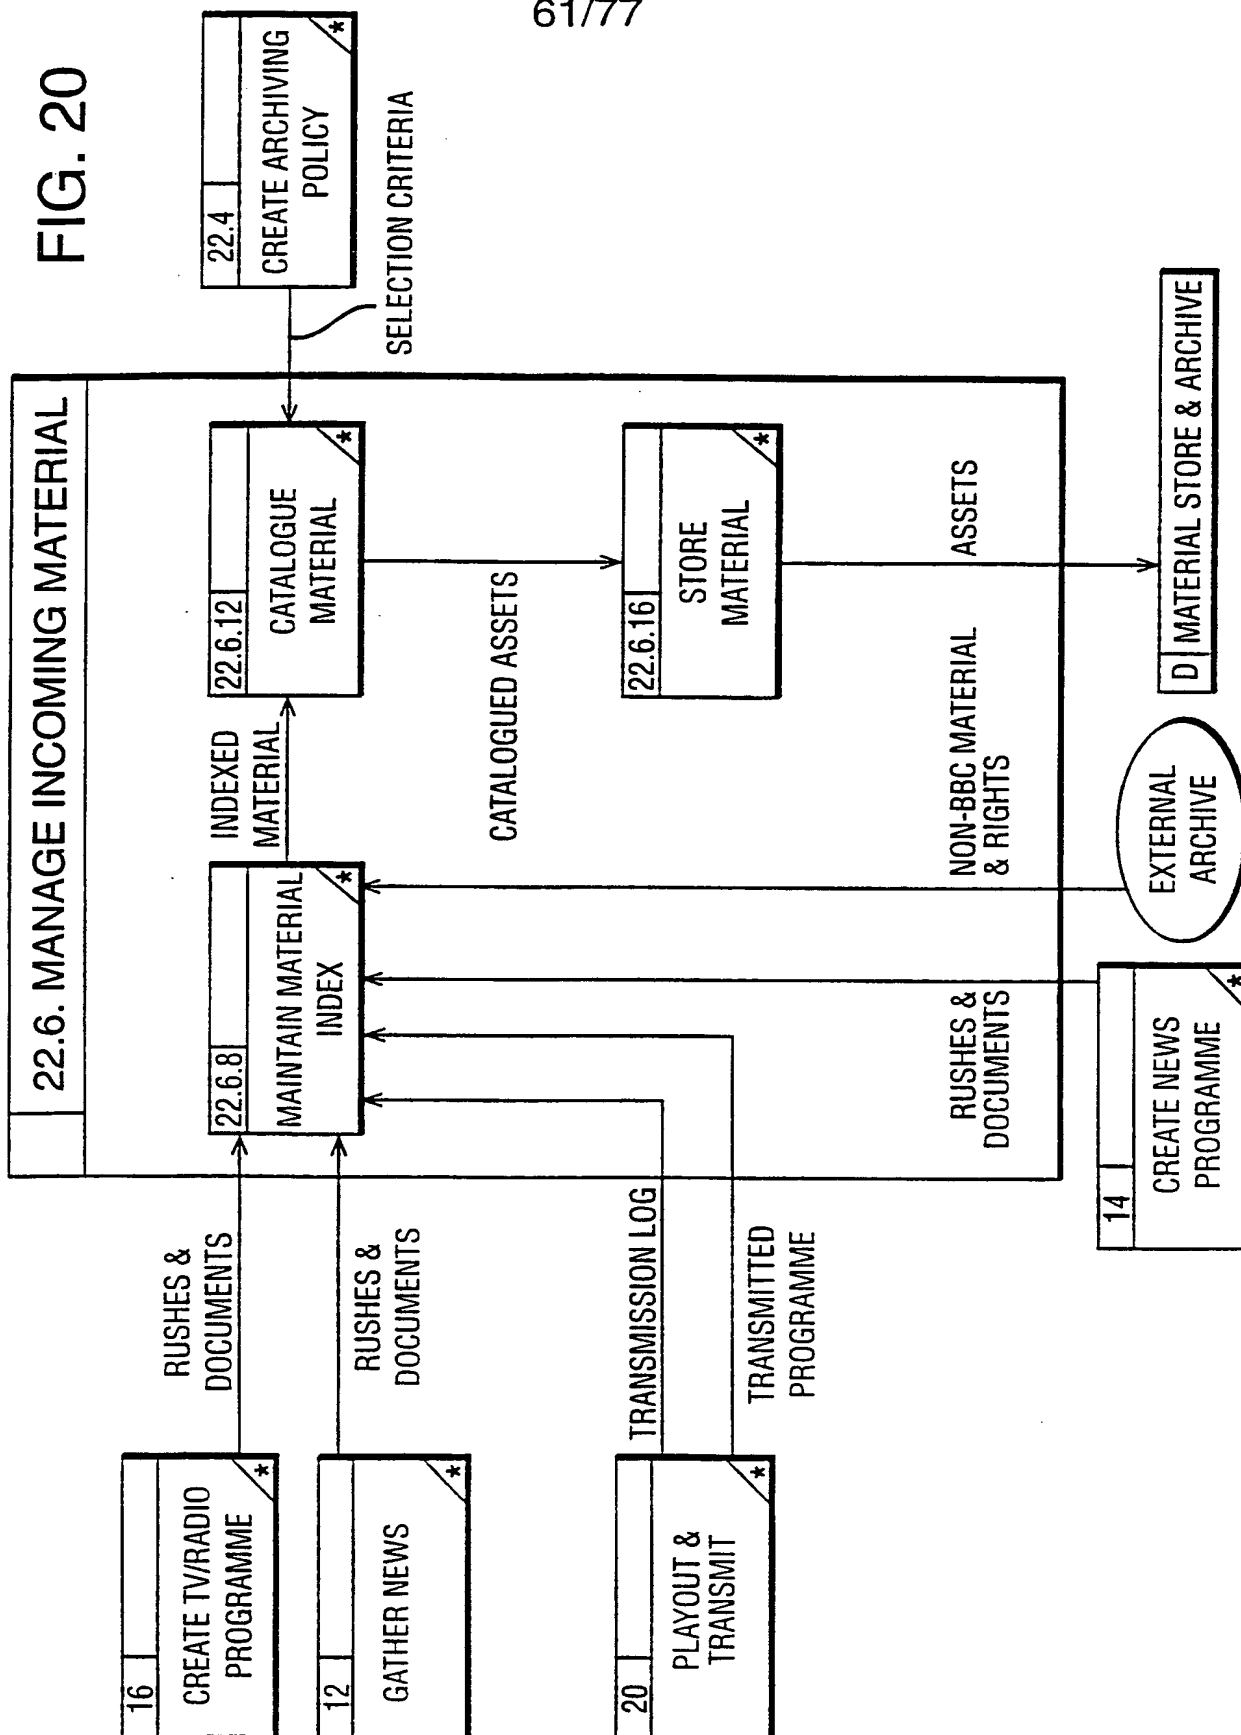 61/77
FIG. 20
22.6. MANAGE INCOMING MATERIAL
16
CREATE TV/RADIO
PROGRAMME
*
RUSHES &
DOCUMENTS
12
GATHER NEWS
*
RUSHES &
DOCUMENTS
20
PLAYOUT &
TRANSMIT
*
TRANSMISSION LOG
TRANSMITTED
PROGRAMME
22.6.8
MAINTAIN MATERIAL
INDEX
*
INDEXED
MATERIAL
22.6.12
CATALOGUE
MATERIAL
*
22.4
CREATE ARCHIVING
POLICY
*
SELECTION CRITERIA
CATALOGUED ASSETS
22.6.16
STORE
MATERIAL
*
ASSETS
NON-BBC MATERIAL
& RIGHTS
RUSHES &
DOCUMENTS
14
CREATE NEWS
PROGRAMME
*
EXTERNAL
ARCHIVE
D MATERIAL STORE & ARCHIVE